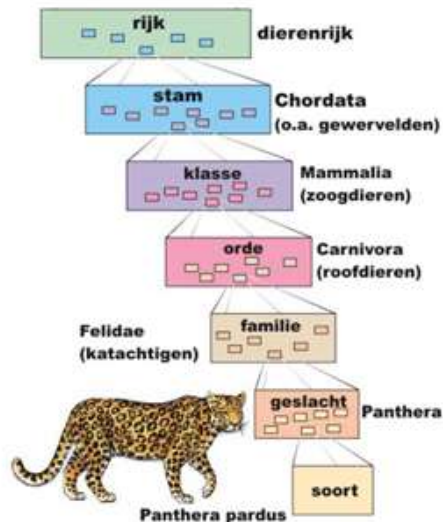 rijk
dierenrijk
stam
Chordata
(o.a. gewervelden)
klasse
Mammalia
(zoogdieren)
orde
Carnivora
(roofdieren)
Felidae
(katachtigen)
familie
geslacht
Panthera
soort
Panthera pardus